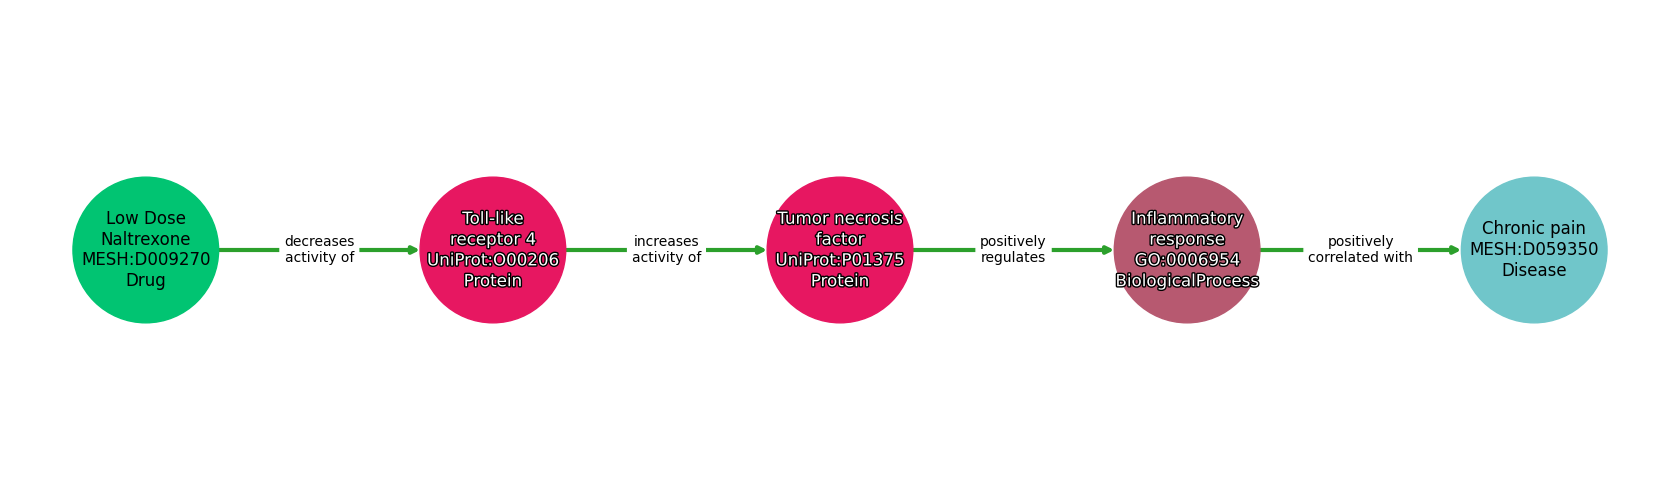 Low Dose
Naltrexone
MESH:D009270
Drug
decreases
activity of
Toll-like
receptor 4
UniProt:O00206
Protein
increases
activity of
Tumor necrosis
factor
UniProt:P01375
Protein
positively
regulates
Inflammatory
response
GO:0006954
BiologicalProcess
positively
correlated with
Chronic pain
MESH:D059350
Disease